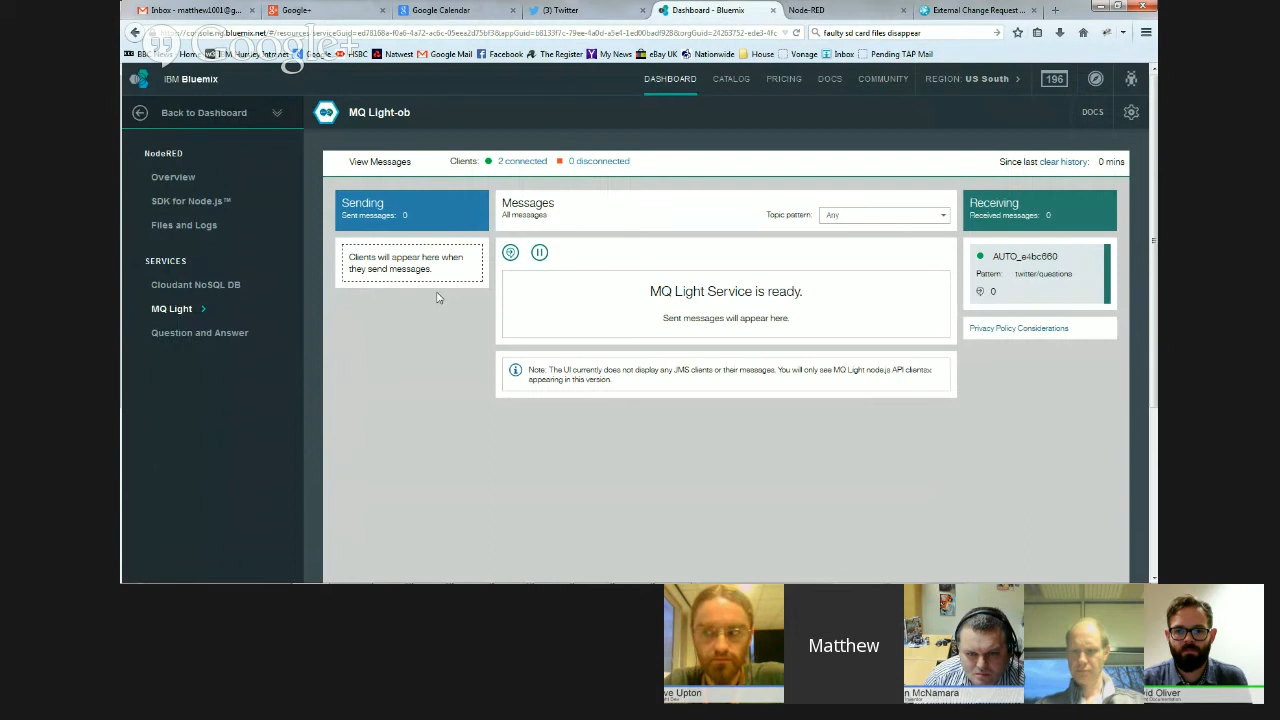 Inbox - matthew1001@g...
Google+
Google Calendar
(3) Twitter
Dashboard - Bluemix
Node-RED
External Change Request ...
Google+
faulty sd card files disappear
BBC News - Home
Natwest
Google Mail
Facebook
The Register
My News
eBay UK
Nationwide
House
Vonage
Inbox
Pending TAP Mail
IBM Bluemix
DASHBOARD
CATALOG
PRICING
DOCS
COMMUNITY
REGION: US South
196
Back to Dashboard
MQ Light-ob
DOCS
NodeRED
Overview
SDK for Node.js™
Files and Logs
SERVICES
Cloudant NoSQL DB
MQ Light
Question and Answer
View Messages
Clients: 2 connected 0 disconnected
Since last clear history: 0 mins
Sending
Sent messages: 0
Clients will appear here when
they send messages.
Messages
All messages
Topic pattern: Any
MQ Light Service is ready.
Sent messages will appear here.
Note: The UI currently does not display any JMS clients or their messages. You will only see MQ Light node.js API clients
appearing in this version.
Receiving
Received messages: 0
AUTO_e4bc660
Pattern: twitter/questions
0
Privacy Policy Considerations
Matthew
ve Upton
n McNamara
id Oliver